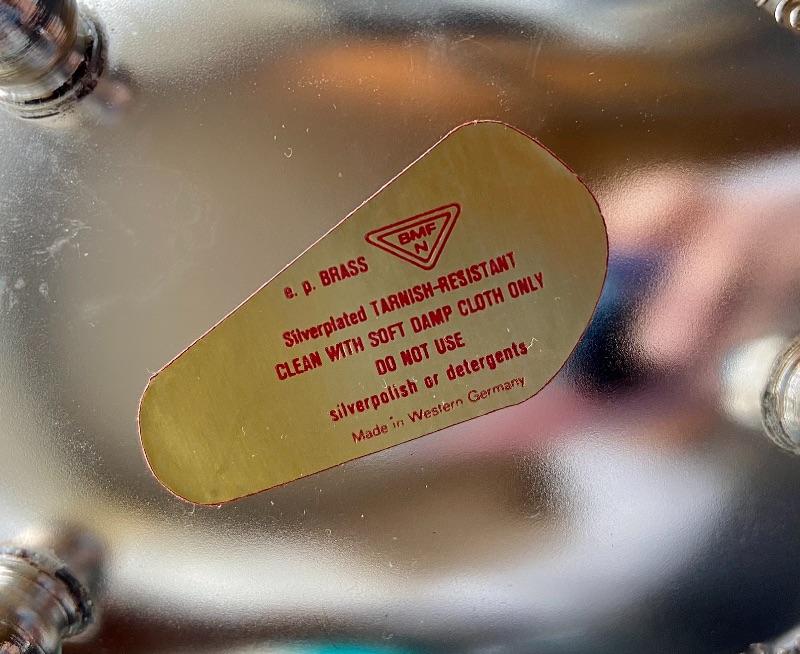 BMF
N
e. p. BRASS
Silverplated TARNISH-RESISTANT
CLEAN WITH SOFT DAMP CLOTH ONLY
DO NOT USE
silverpolish or detergents
Made in Western Germany